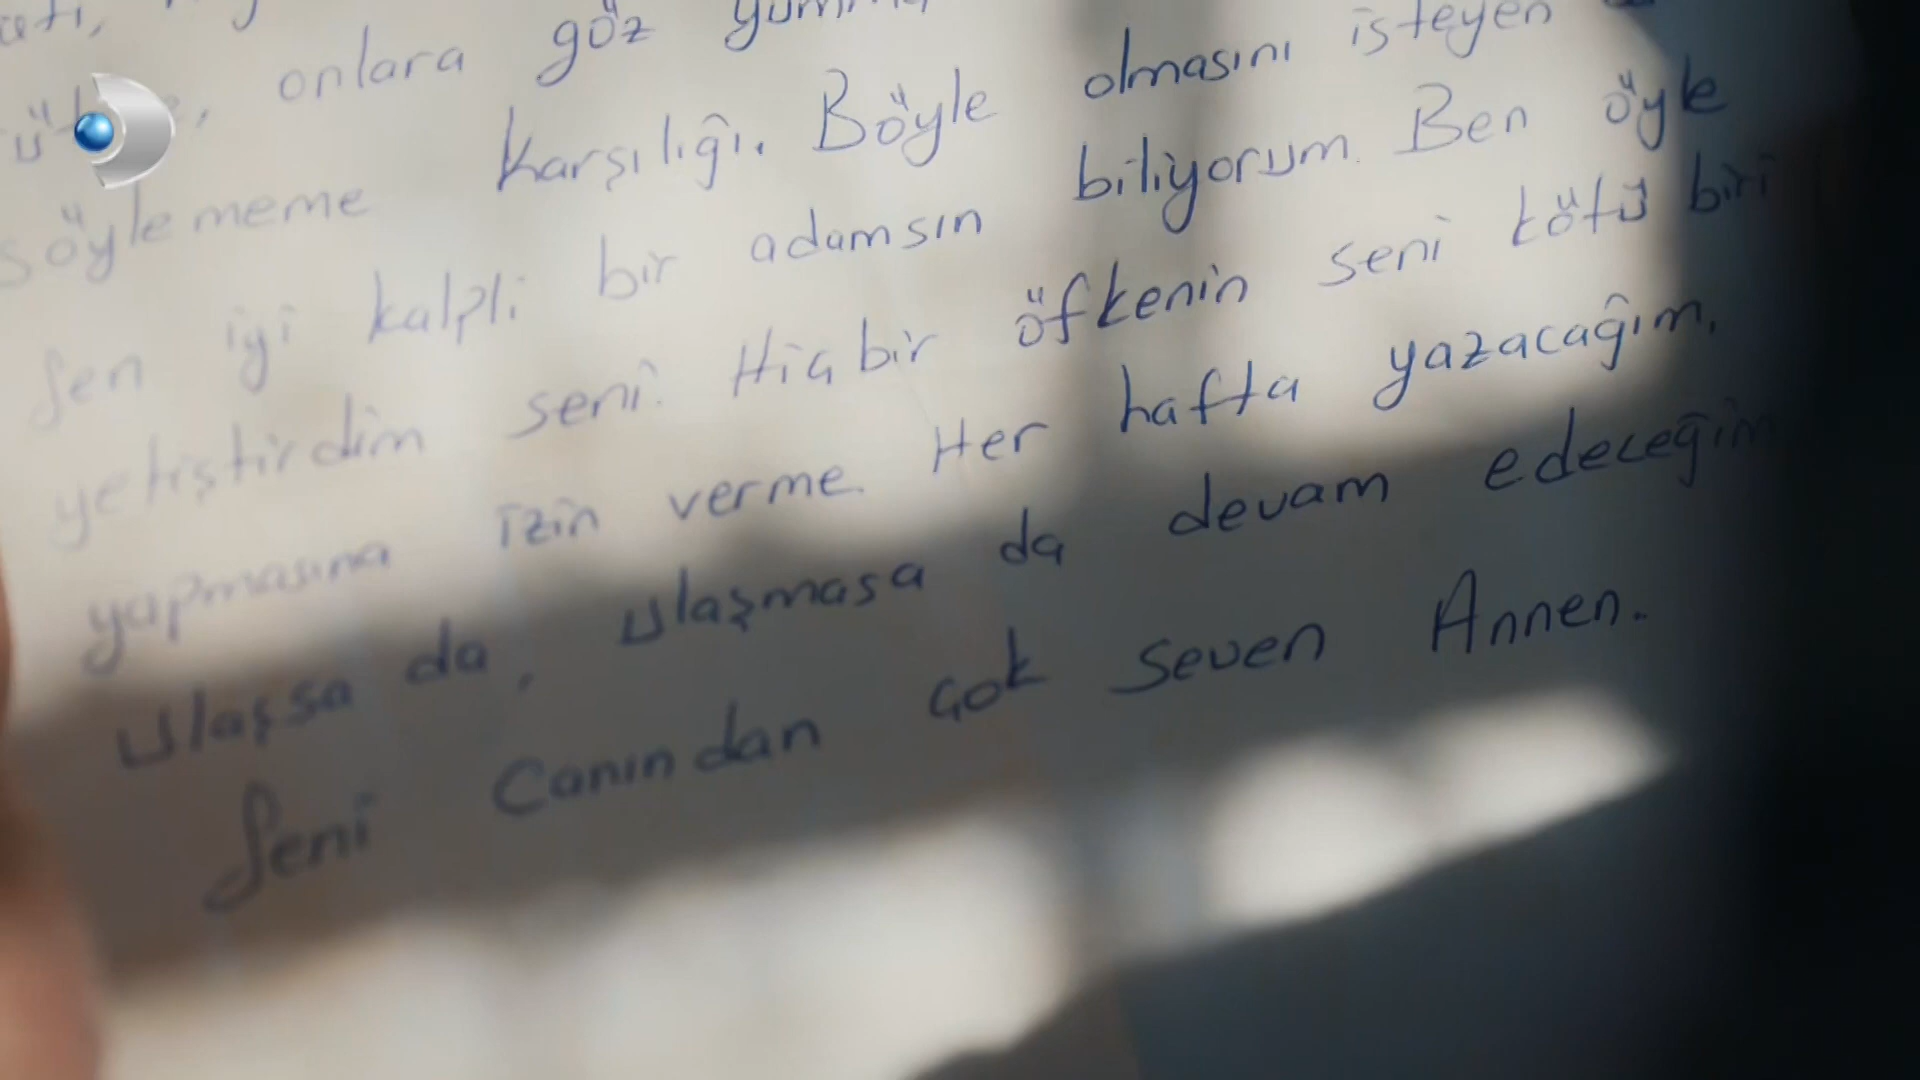 onlara göz
söylememe karşılığı. Böyle olmasını isteyen
Sen iyi kalpli bir adamsın biliyorum. Ben öyle
yetiştirdim seni. Hiçbir öfkenin seni kötü biri
yapmasına izin verme. Her hafta yazacağım.
Ulaşsa da, ulaşmasa da devam edeceğim
Seni Canından çok seven Annen.